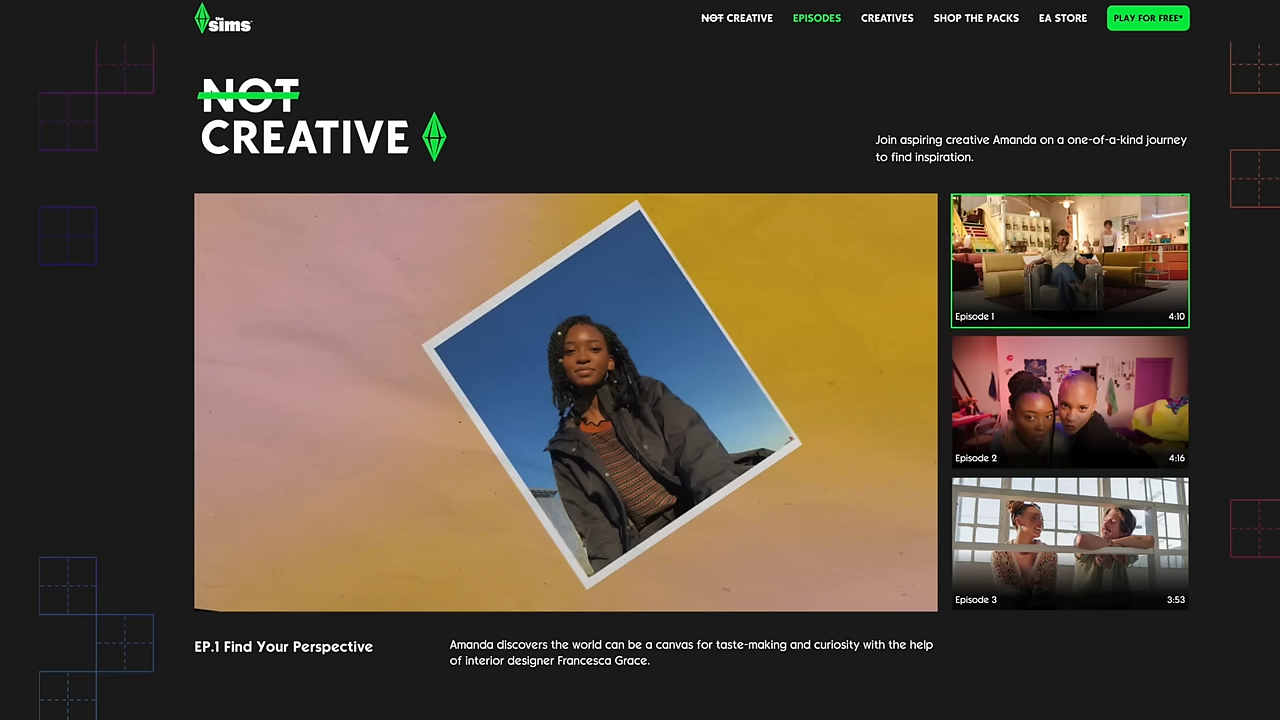 the sims
NOT CREATIVE
EPISODES
CREATIVES
SHOP THE PACKS
EA STORE
PLAY FOR FREE*
NOT
CREATIVE
Join aspiring creative Amanda on a one-of-a-kind journey
to find inspiration.
Episode 1 4:10
Episode 2 4:16
Episode 3 3:53
EP.1 Find Your Perspective
Amanda discovers the world can be a canvas for taste-making and curiosity with the help
of interior designer Francesca Grace.